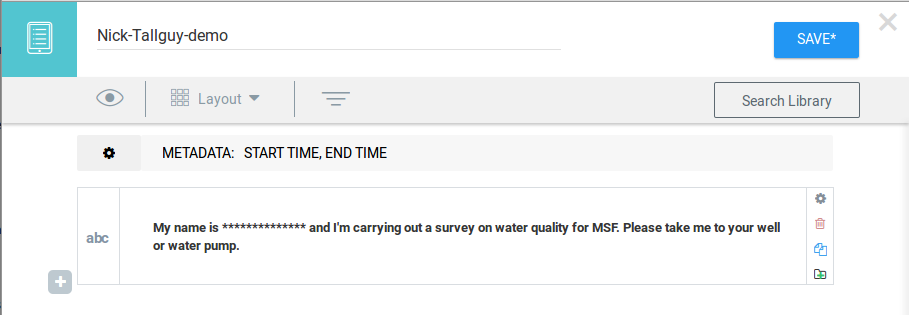 Nick-Tallguy-demo
SAVE*
Layout
Search Library
METADATA: START TIME, END TIME
abc
My name is ************** and I'm carrying out a survey on water quality for MSF. Please take me to your well
or water pump.